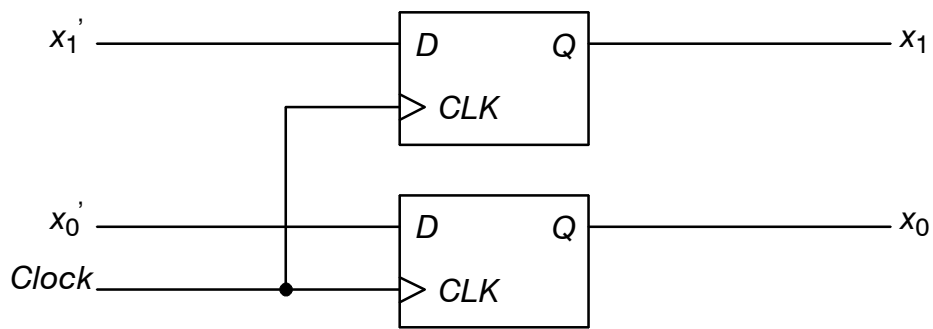 x₁' D Q x₁
CLK
x₀' D Q x₀
Clock CLK